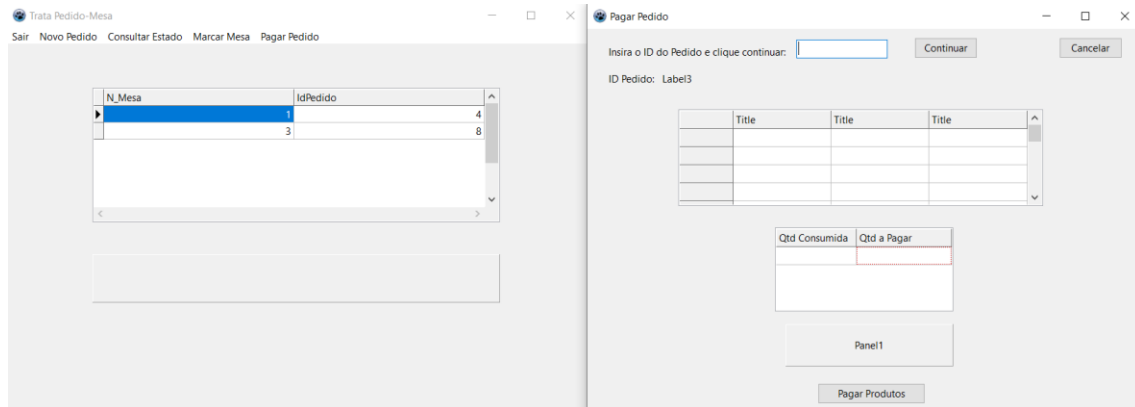 Trata Pedido-Mesa
Sair Novo Pedido Consultar Estado Marcar Mesa Pagar Pedido
N_Mesa IdPedido
1 4
3 8
Pagar Pedido
Insira o ID do Pedido e clique continuar: Continuar Cancelar
ID Pedido: Label3
Title Title Title
Qtd Consumida Qtd a Pagar
Panel1
Pagar Produtos